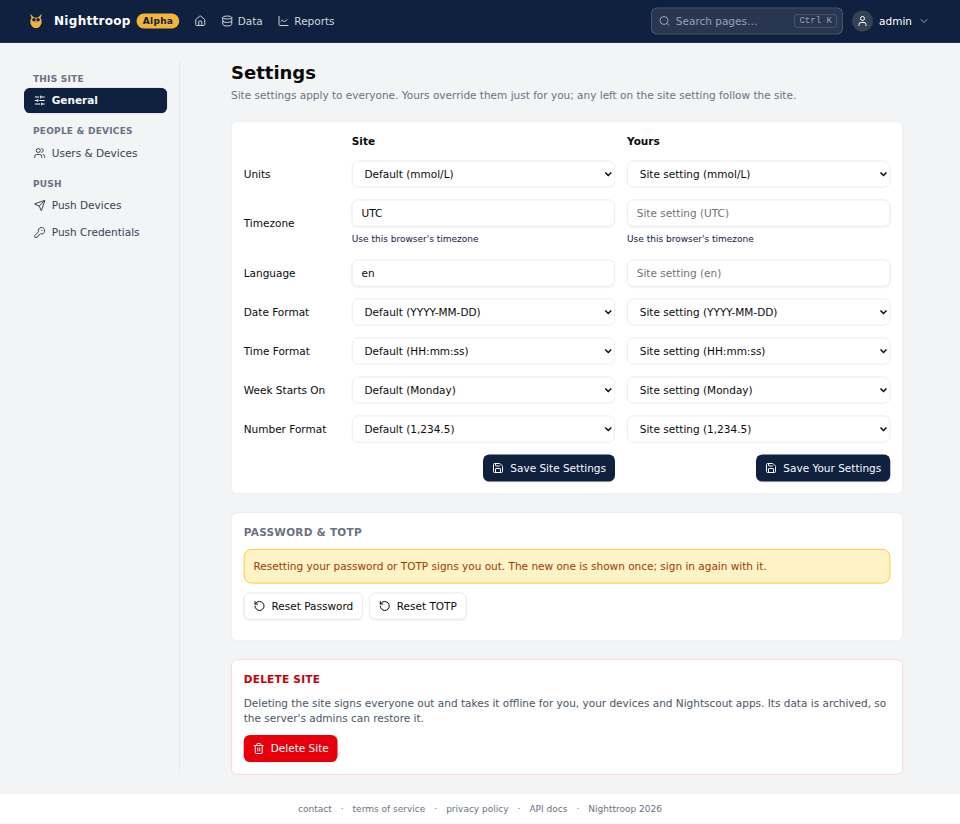 Nighttroop Alpha Data Reports Search pages... Ctrl K admin
THIS SITE
General
PEOPLE & DEVICES
Users & Devices
PUSH
Push Devices
Push Credentials
Settings
Site settings apply to everyone. Yours override them just for you; any left on the site setting follow the site.
Site Yours
Units Default (mmol/L) Site setting (mmol/L)
Timezone UTC Site setting (UTC)
Use this browser's timezone Use this browser's timezone
Language en Site setting (en)
Date Format Default (YYYY-MM-DD) Site setting (YYYY-MM-DD)
Time Format Default (HH:mm:ss) Site setting (HH:mm:ss)
Week Starts On Default (Monday) Site setting (Monday)
Number Format Default (1,234.5) Site setting (1,234.5)
Save Site Settings Save Your Settings
PASSWORD & TOTP
Resetting your password or TOTP signs you out. The new one is shown once; sign in again with it.
Reset Password Reset TOTP
DELETE SITE
Deleting the site signs everyone out and takes it offline for you, your devices and Nightscout apps. Its data is archived, so
the server's admins can restore it.
Delete Site
contact · terms of service · privacy policy · API docs · Nighttroop 2026